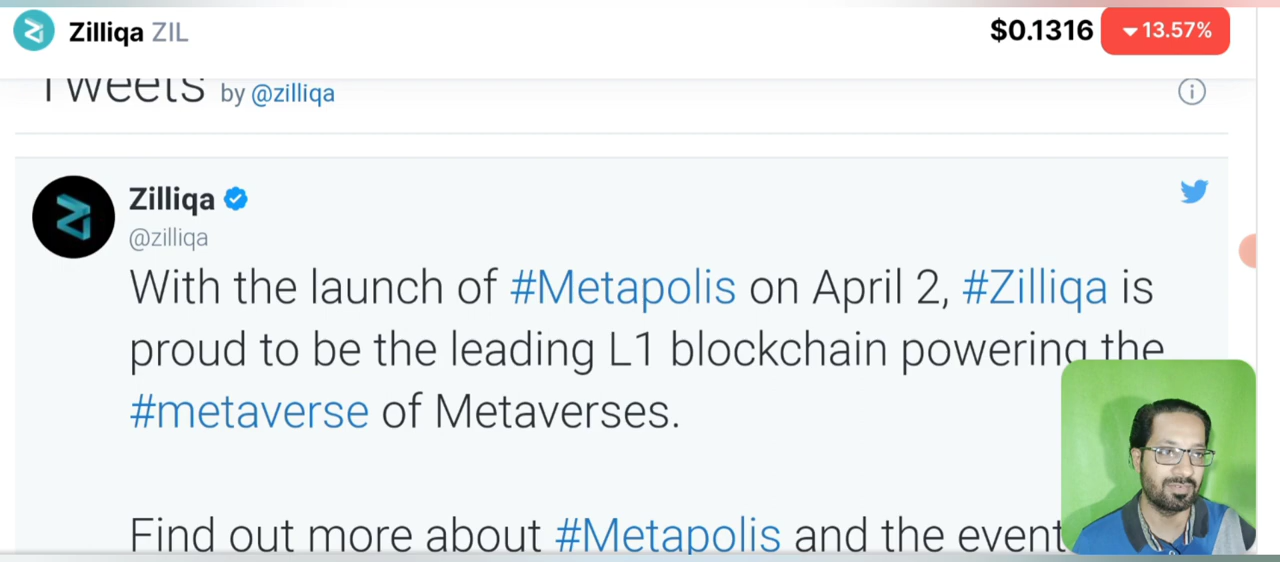 Zilliqa ZIL
$0.1316 13.57%
Tweets by @zilliqa
Zilliqa
@zilliqa
With the launch of #Metapolis on April 2, #Zilliqa is
proud to be the leading L1 blockchain powering the
#metaverse of Metaverses.
Find out more about #Metapolis and the event